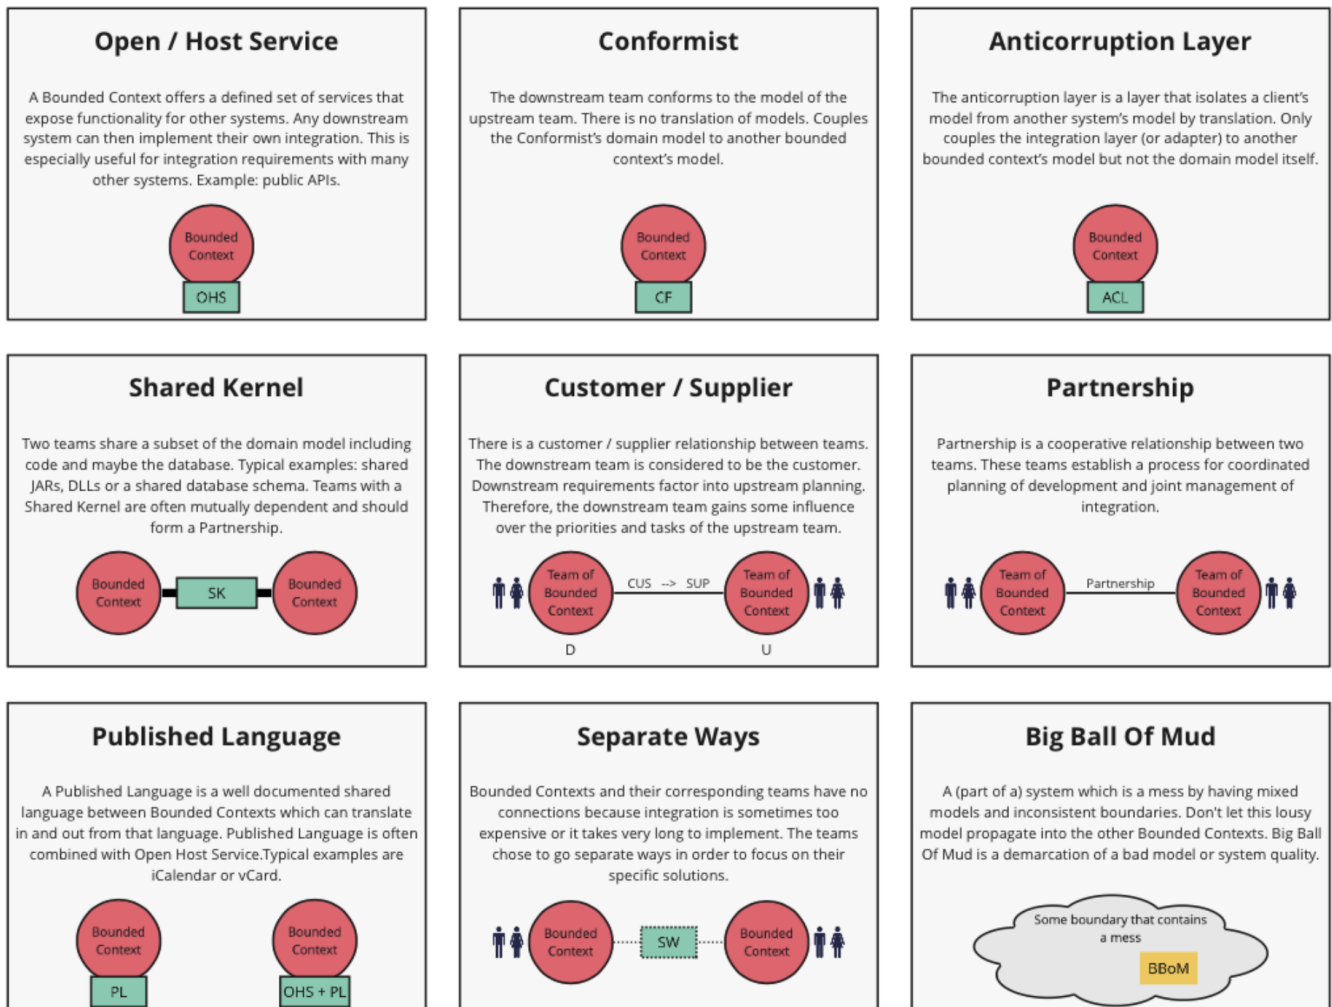 Open / Host Service
A Bounded Context offers a defined set of services that
expose functionality for other systems. Any downstream
system can then implement their own integration. This is
especially useful for integration requirements with many
other systems. Example: public APIs.
Bounded
Context
OHS
Conformist
The downstream team conforms to the model of the
upstream team. There is no translation of models. Couples
the Conformist's domain model to another bounded
context's model.
Bounded
Context
CF
Anticorruption Layer
The anticorruption layer is a layer that isolates a client's
model from another system's model by translation. Only
couples the integration layer (or adapter) to another
bounded context's model but not the domain model itself.
Bounded
Context
ACL
Shared Kernel
Two teams share a subset of the domain model including
code and maybe the database. Typical examples: shared
JARs, DLLs or a shared database schema. Teams with a
Shared Kernel are often mutually dependent and should
form a Partnership.
Bounded
Context
SK
Bounded
Context
Customer / Supplier
There is a customer / supplier relationship between teams.
The downstream team is considered to be the customer.
Downstream requirements factor into upstream planning.
Therefore, the downstream team gains some influence
over the priorities and tasks of the upstream team.
Team of
Bounded
Context
CUS --> SUP
Team of
Bounded
Context
D
U
Partnership
Partnership is a cooperative relationship between two
teams. These teams establish a process for coordinated
planning of development and joint management of
integration.
Team of
Bounded
Context
Partnership
Team of
Bounded
Context
Published Language
A Published Language is a well documented shared
language between Bounded Contexts which can translate
in and out from that language. Published Language is often
combined with Open Host Service.Typical examples are
iCalendar or vCard.
Bounded
Context
PL
Bounded
Context
OHS + PL
Separate Ways
Bounded Contexts and their corresponding teams have no
connections because integration is sometimes too
expensive or it takes very long to implement. The teams
chose to go separate ways in order to focus on their
specific solutions.
Bounded
Context
SW
Bounded
Context
Big Ball Of Mud
A (part of a) system which is a mess by having mixed
models and inconsistent boundaries. Don't let this lousy
model propagate into the other Bounded Contexts. Big Ball
Of Mud is a demarcation of a bad model or system quality.
Some boundary that contains
a mess
BBoM